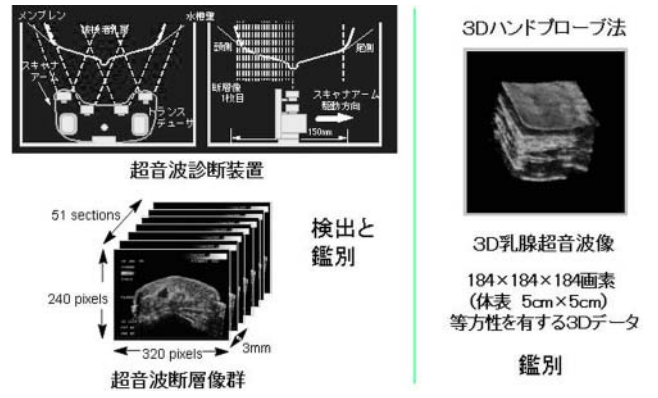 メンブレン
被検者乳房
水槽壁
スキャナ
アーム
トランス
デューサ
頭側
尾側
断層像
1枚目
スキャナアーム
駆動方向
150mm
超音波診断装置
51 sections
240 pixels
320 pixels
3mm
超音波断層像群
検出と
鑑別
3Dハンドプローブ法
3D乳腺超音波像
184×184×184画素
(体表 5cm×5cm)
等方性を有する3Dデータ
鑑別